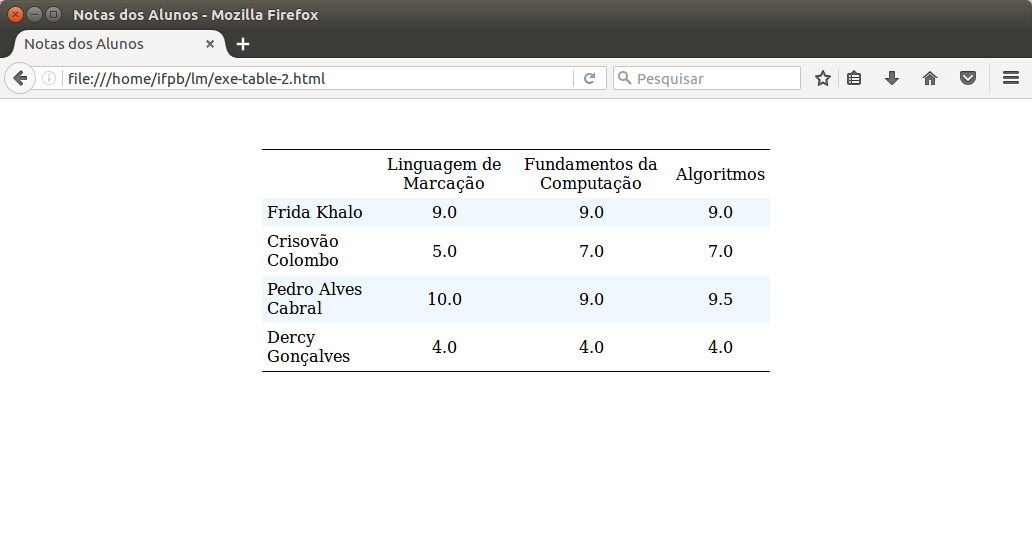 Notas dos Alunos - Mozilla Firefox
Notas dos Alunos
file:///home/ifpb/lm/exe-table-2.html
Pesquisar
Linguagem de Marcação Fundamentos da Computação Algoritmos
Frida Khalo 9.0 9.0 9.0
Crisovão Colombo 5.0 7.0 7.0
Pedro Alves Cabral 10.0 9.0 9.5
Dercy Gonçalves 4.0 4.0 4.0